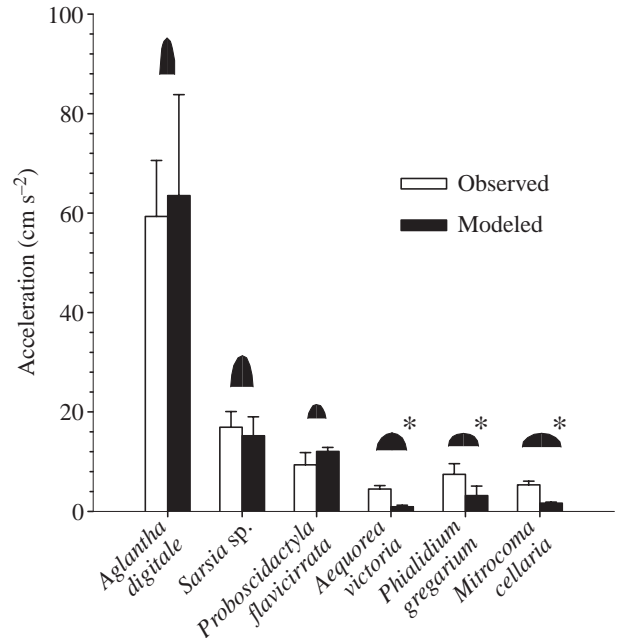 100
80
60
40
20
0
Acceleration (cm s⁻²)
Observed
Modeled
*
*
*
Aglantha
digitale
Sarsia sp.
Proboscidactyla
flavicirrata
Aequorea
victoria
Phialidium
gregarium
Mitrocoma
cellaria